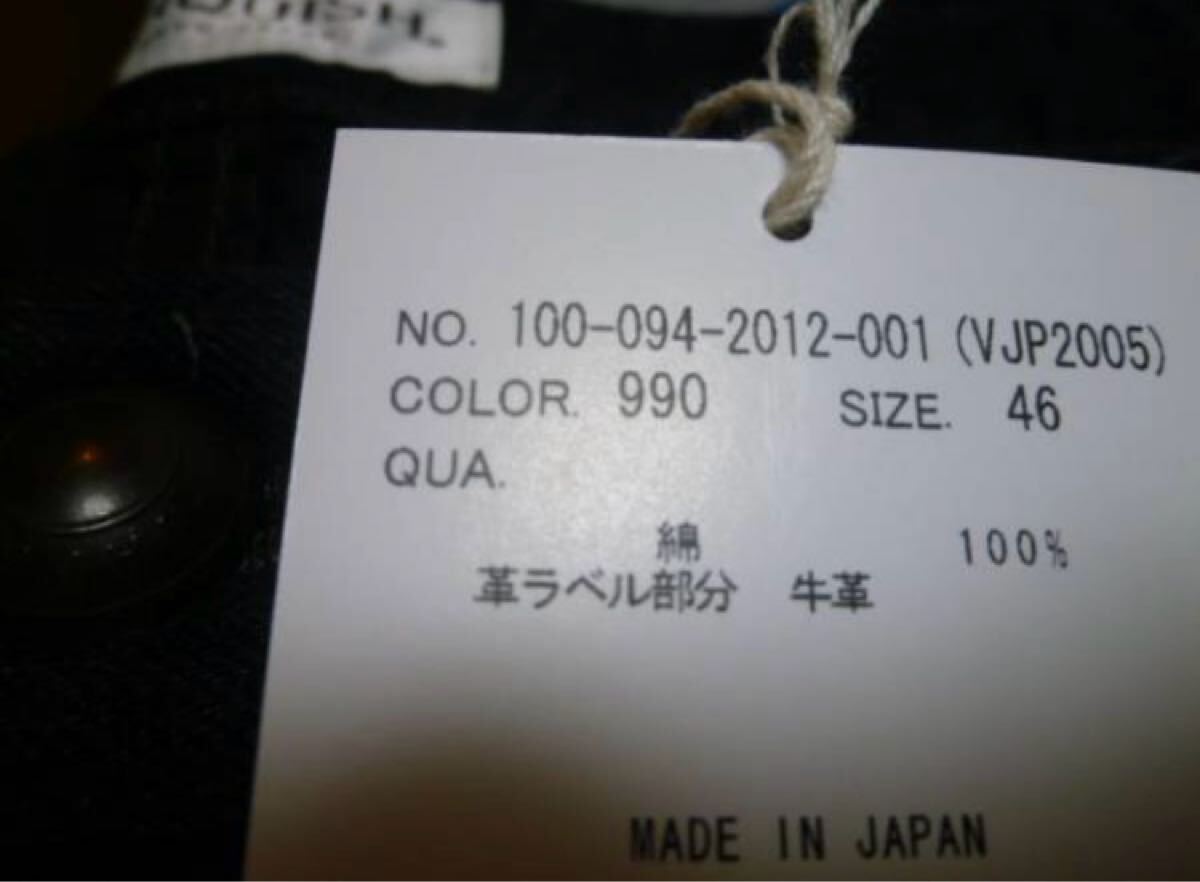 NO. 100-094-2012-001 (VJP2005)
COLOR. 990 SIZE. 46
QUA.
綿 100%
革ラベル部分 牛革
MADE IN JAPAN